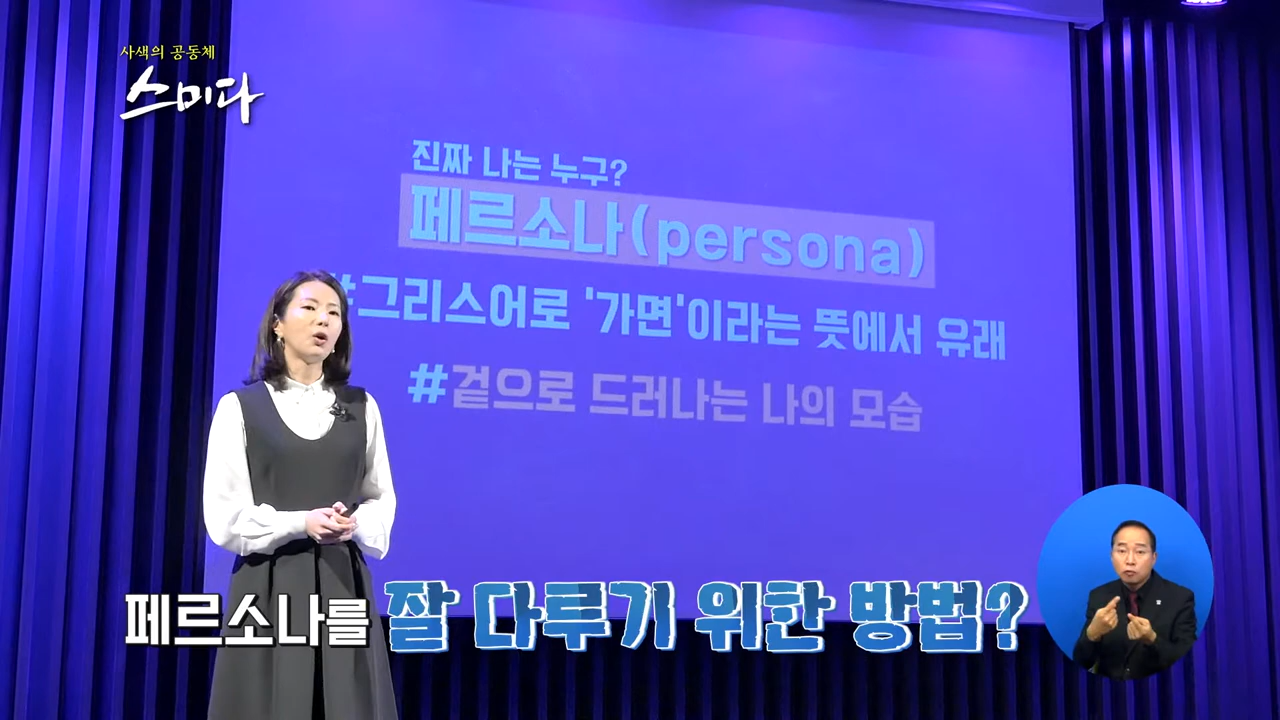 사색의 공동체
스미다
진짜 나는 누구?
페르소나(persona)
#그리스어로 '가면'이라는 뜻에서 유래
#겉으로 드러나는 나의 모습
페르소나를 잘 다루기 위한 방법?